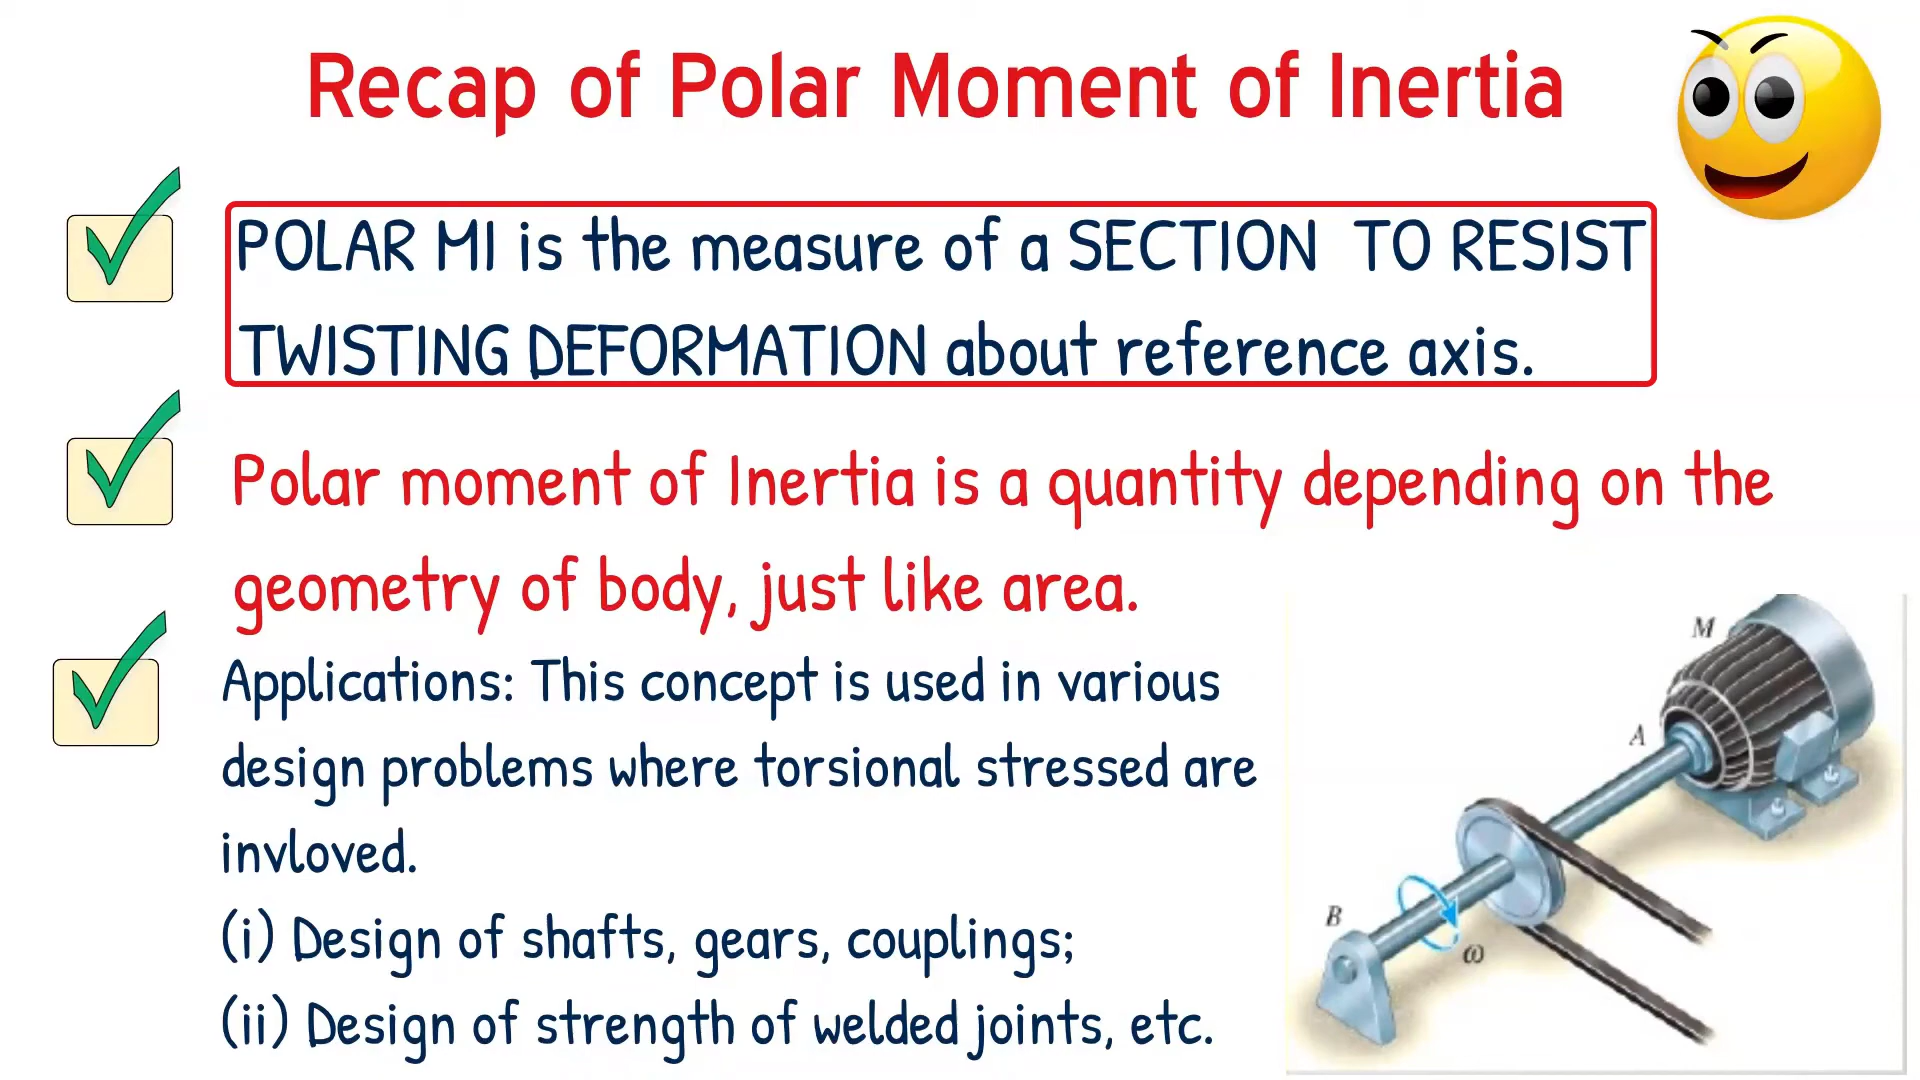 Recap of Polar Moment of Inertia
POLAR MI is the measure of a SECTION TO RESIST
TWISTING DEFORMATION about reference axis.
Polar moment of Inertia is a quantity depending on the
geometry of body, just like area.
Applications: This concept is used in various
design problems where torsional stressed are
invloved.
(i) Design of shafts, gears, couplings;
(ii) Design of strength of welded joints, etc.
M
A
B
ω